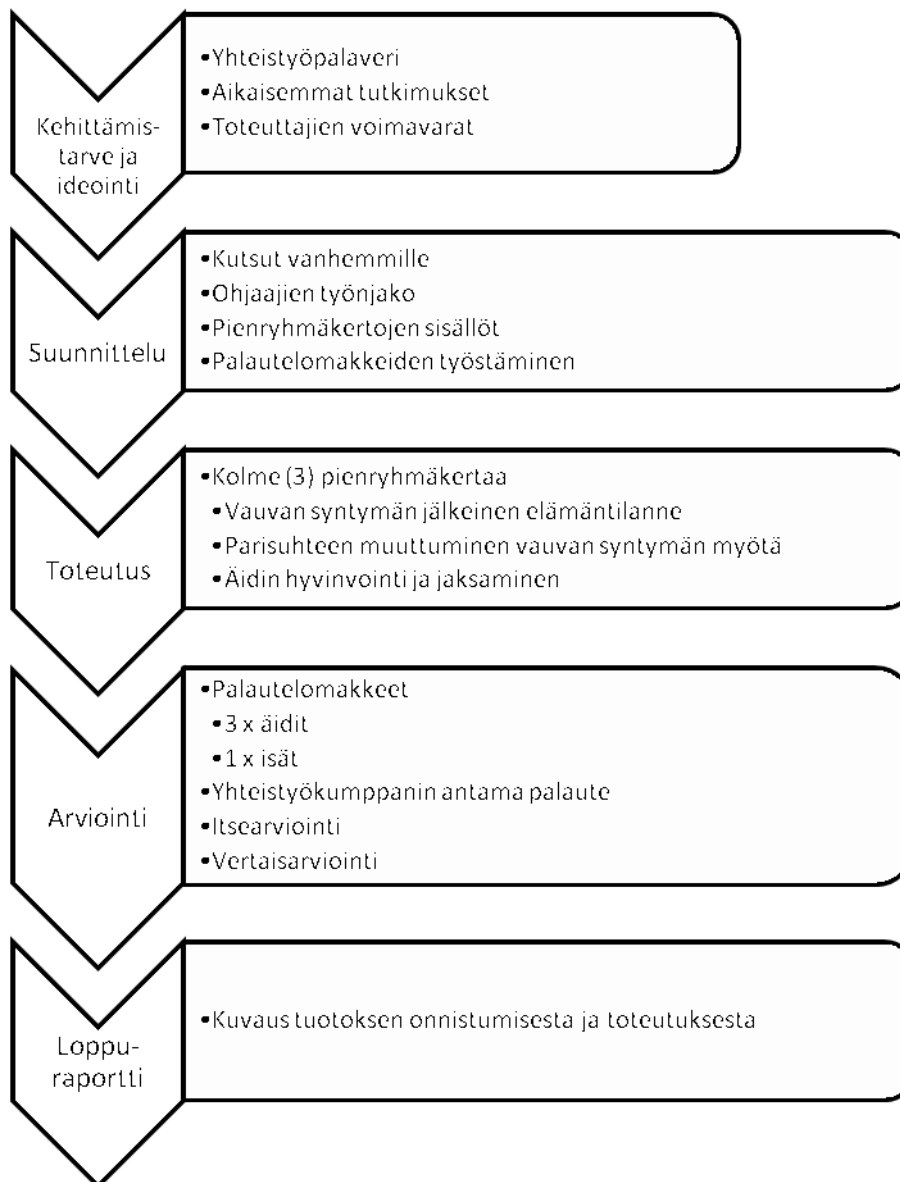 Kehittämis-
tarve ja
ideointi
•Yhteistyöpalaveri
•Aikaisemmat tutkimukset
•Toteuttajien voimavarat
Suunnittelu
•Kutsut vanhemmille
•Ohjaajien työnjako
•Pienryhmäkertojen sisällöt
•Palautelomakkeiden työstäminen
Toteutus
•Kolme (3) pienryhmäkertaa
•Vauvan syntymän jälkeinen elämäntilanne
•Parisuhteen muuttuminen vauvan syntymän myötä
•Äidin hyvinvointi ja jaksaminen
Arviointi
•Palautelomakkeet
•3 x äidit
•1 x isät
•Yhteistyökumppanin antama palaute
•Itsearviointi
•Vertaisarviointi
Loppu-
raportti
•Kuvaus tuotoksen onnistumisesta ja toteutuksesta